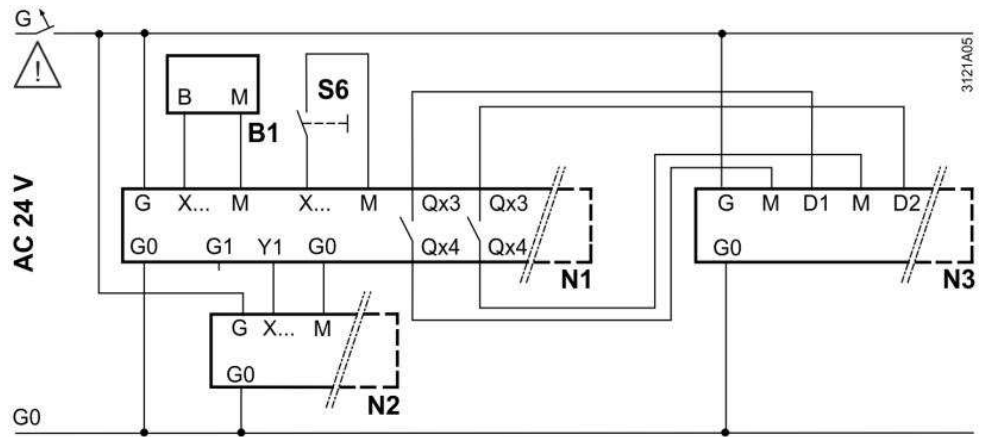 G
!
AC 24 V
3121A05
B M
B1
S6
G X... M X... M Qx3 Qx3
G0 G1 Y1 G0 Qx4 Qx4
N1
G M D1 M D2
G0
N3
G X... M
G0
N2
G0